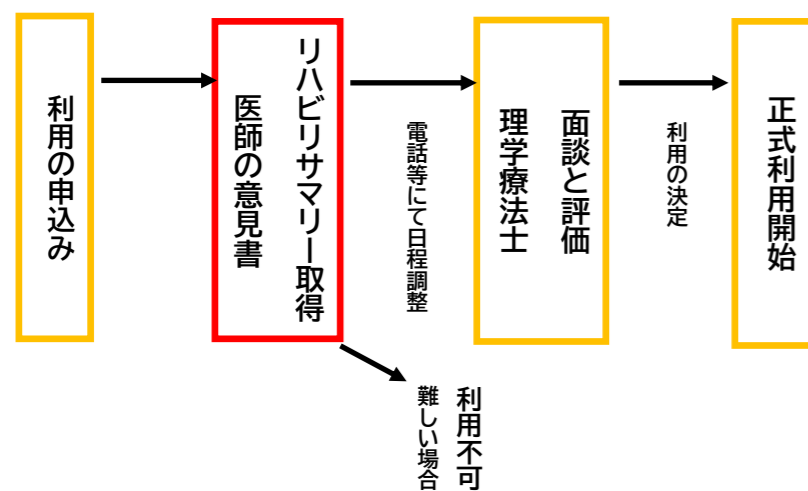 利用の申込み
リハビリサマリー取得
医師の意見書
電話等にて日程調整
面談と評価
理学療法士
利用の決定
正式利用開始
利用不可
難しい場合